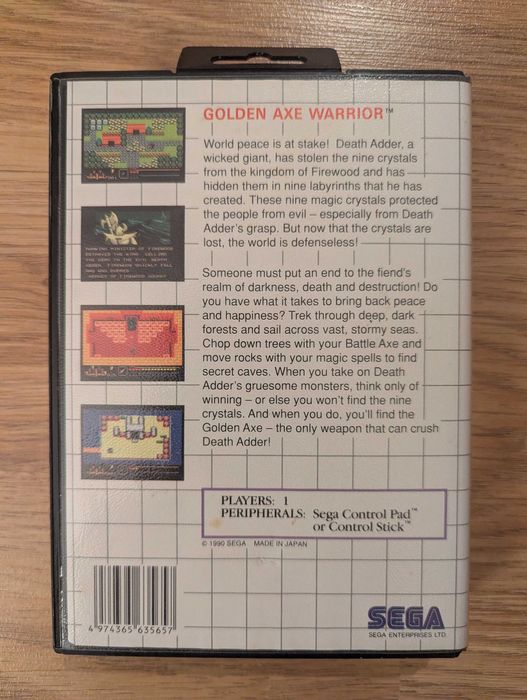 GOLDEN AXE WARRIOR™
World peace is at stake! Death Adder, a
wicked giant, has stolen the nine crystals
from the kingdom of Firewood and has
hidden them in nine labyrinths that he has
created. These nine magic crystals protected
the people from evil – especially from Death
Adder's grasp. But now that the crystals are
lost, the world is defenseless!
Someone must put an end to the fiend's
realm of darkness, death and destruction! Do
you have what it takes to bring back peace
and happiness? Trek through deep, dark
forests and sail across vast, stormy seas.
Chop down trees with your Battle Axe and
move rocks with your magic spells to find
secret caves. When you take on Death
Adder's gruesome monsters, think only of
winning – or else you won't find the nine
crystals. And when you do, you'll find the
Golden Axe – the only weapon that can crush
Death Adder!
PLAYERS: 1
PERIPHERALS: Sega Control Pad™
or Control Stick™
© 1990 SEGA MADE IN JAPAN
4 974365 635657
SEGA
SEGA ENTERPRISES LTD.